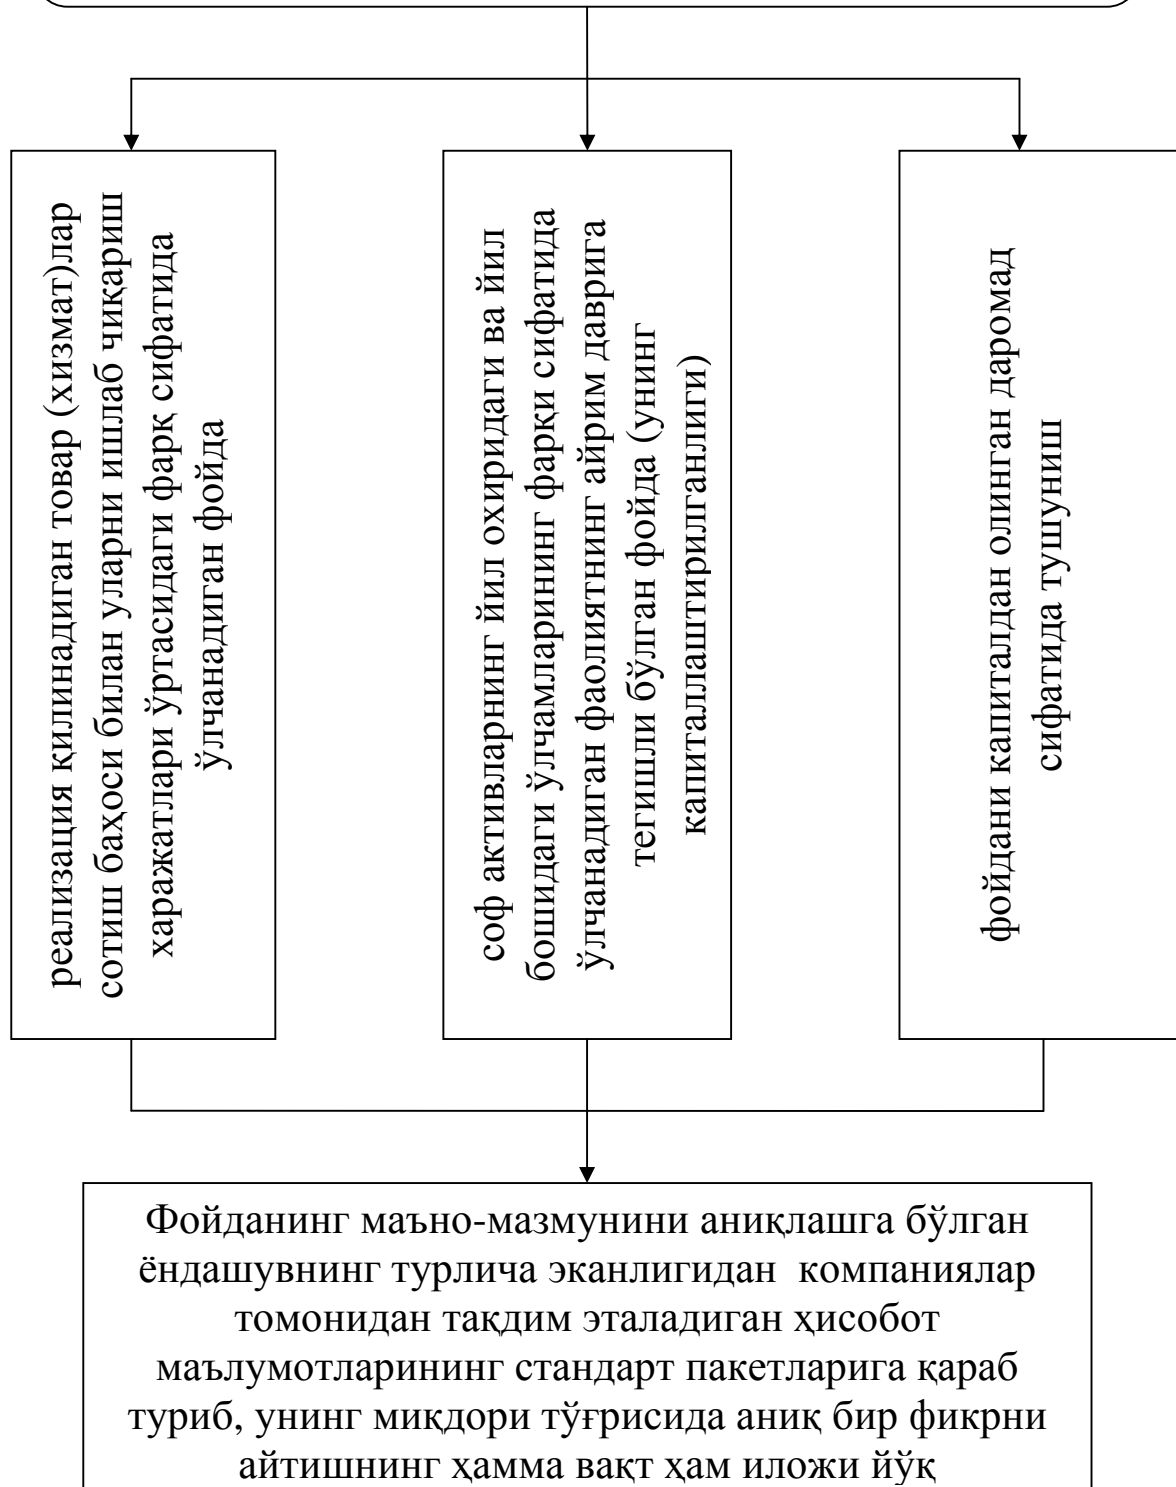 реализация қилинадиган товар (хизмат)лар
сотиш баҳоси билан уларни ишлаб чиқариш
харажатлари ўртасидаги фарқ сифатида
ўлчанадиган фойда
соф активларнинг йил охиридаги ва йил
бошидаги ўлчамларининг фарқи сифатида
ўлчанадиган фаолиятнинг айрим даврига
тегишли бўлган фойда (унинг
капиталлаштирилганлиги)
фойдани капиталдан олинган даромад
сифатида тушуниш
Фойданинг маъно-мазмунини аниқлашга бўлган
ёндашувнинг турлича эканлигидан компаниялар
томонидан тақдим эталадиган ҳисобот
маълумотларининг стандарт пакетларига қараб
туриб, унинг миқдори тўғрисида аниқ бир фикрни
айтишнинг ҳамма вақт ҳам иложи йўқ